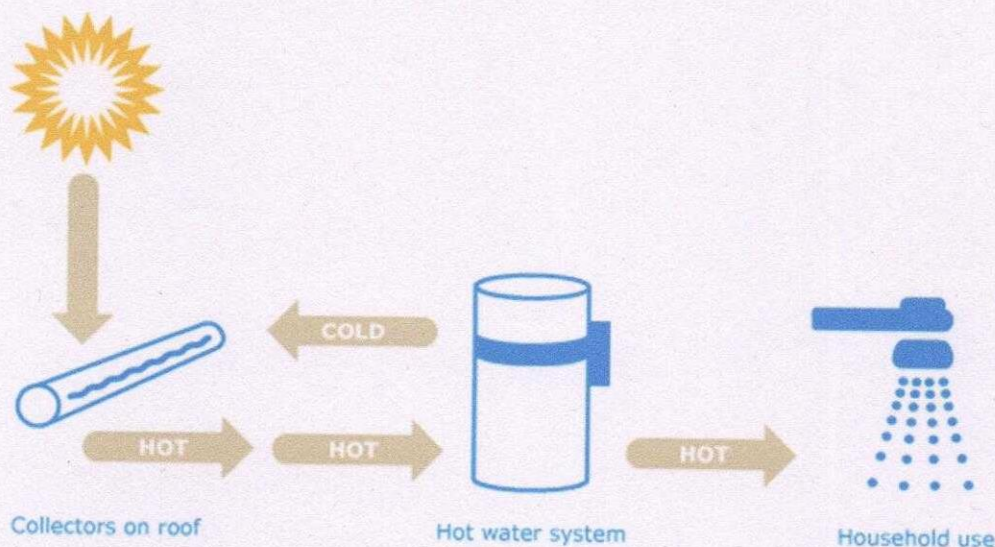 COLD
HOT
HOT
HOT
Collectors on roof
Hot water system
Household use